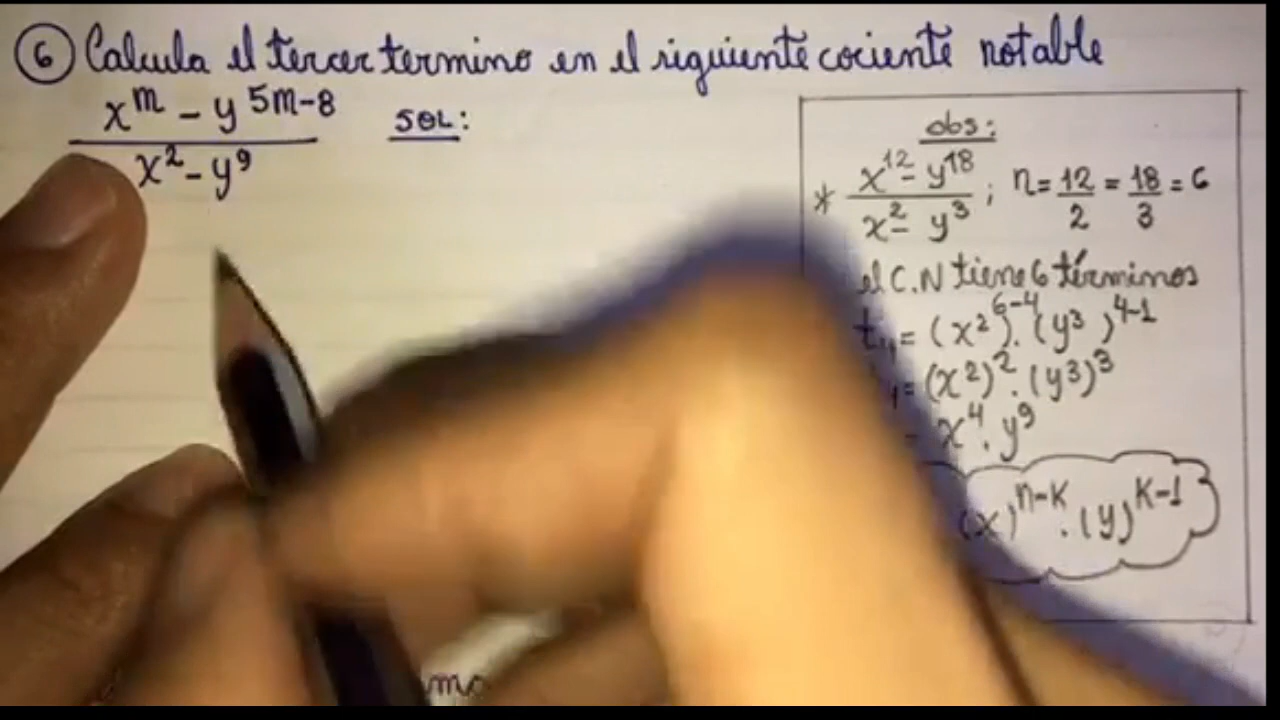 6 Calcula el tercer termino en el siguiente cociente notable
x^m - y^(5m-8)
x^2 - y^9
SOL:
obs:
* x^12 - y^18 / x^2 - y^3 ; n = 12/2 = 18/3 = 6
el C.N tiene 6 términos
t4 = (x^2)^(6-4) . (y^3)^(4-1)
= (x^2)^2 . (y^3)^3
= x^4 . y^9
(x)^(n-k) . (y)^(k-1)